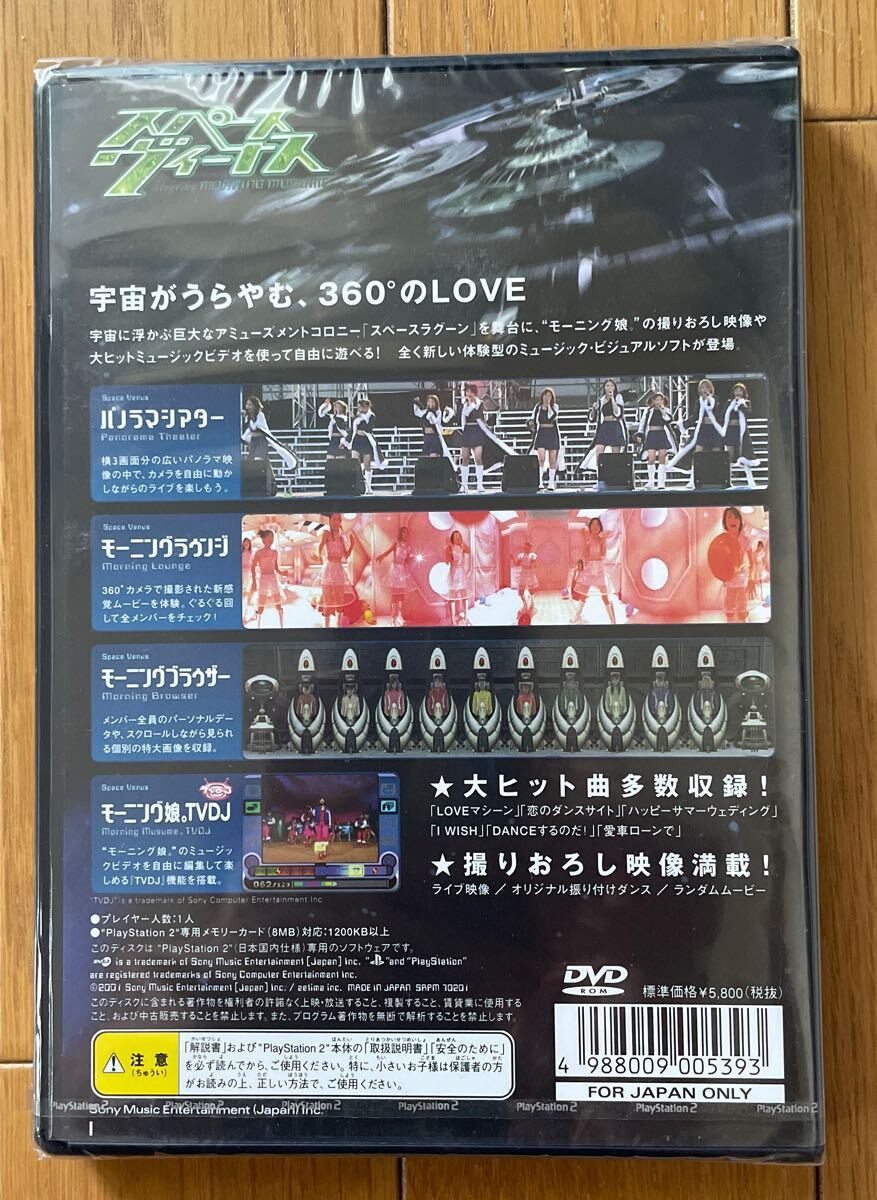 スペース
ヴィーナス
starring MORNING MUSUME
宇宙がうらやむ、360°のLOVE
宇宙に浮かぶ巨大なアミューズメントコロニー「スペースラグーン」を舞台に、“モーニング娘。”の撮りおろし映像や
大ヒットミュージックビデオを使って自由に遊べる! 全く新しい体験型のミュージック・ビジュアルソフトが登場。
Space Venus
パノラマシアター
Panorama Theater
横3画面分の広いパノラマ映
像の中で、カメラを自由に動か
しながらのライブを楽しもう。
Space Venus
モーニングラウンジ
Morning Lounge
360°カメラで撮影された新感
覚ムービーを体験。ぐるぐる回
して全メンバーをチェック!
Space Venus
モーニングブラウザー
Morning Browser
メンバー全員のパーソナルデー
タや、スクロールしながら見られ
る個別の特大画像を収録。
Space Venus
モーニング娘。TVDJ
Morning Musume。TVDJ
“モーニング娘。”のミュージ
ックビデオを自由に編集して楽
しめる『TVDJ』機能を搭載。
"TVDJ" is a trademark of Sony Computer Entertainment Inc
062/120
★大ヒット曲多数収録!
「LOVEマシーン」「恋のダンスサイト」「ハッピーサマーウェディング」
「I WISH」「DANCEするのだ!」「愛車ローンで」
★撮りおろし映像満載!
ライブ映像 / オリジナル振り付けダンス / ランダムムービー
●プレイヤー人数:1人
●"PlayStation 2"専用メモリーカード(8MB)対応:1200KB以上
このディスクは "PlayStation 2"(日本国内仕様)専用のソフトウェアです。
is a trademark of Sony Music Entertainment (Japan) Inc. "PS" and "PlayStation"
are registered trademarks of Sony Computer Entertainment Inc.
©2001 Sony Music Entertainment (Japan) Inc. / zetima inc. MADE IN JAPAN SRPM 70201
このディスクに含まれる著作物を権利者の許諾なく上映・放送すること、複製すること、賃貸業に使用する
こと、および中古販売することを禁止します。また、プログラム著作物を無断で解析することを禁止します。
DVD
ROM
標準価格¥5,800(税抜)
4 988009 005393
FOR JAPAN ONLY
注意
(ちゅうい)
「解説書」および"PlayStation 2"本体の「取扱説明書」「安全のために」
を必ず読んでから、ご使用ください。特に、小さいお子様は保護者の方
がお読みの上、正しい方法で、ご使用ください。
Sony Music Entertainment (Japan) Inc.
PlayStation 2 PlayStation 2 PlayStation 2 PlayStation 2 PlayStation 2 PlayStation 2